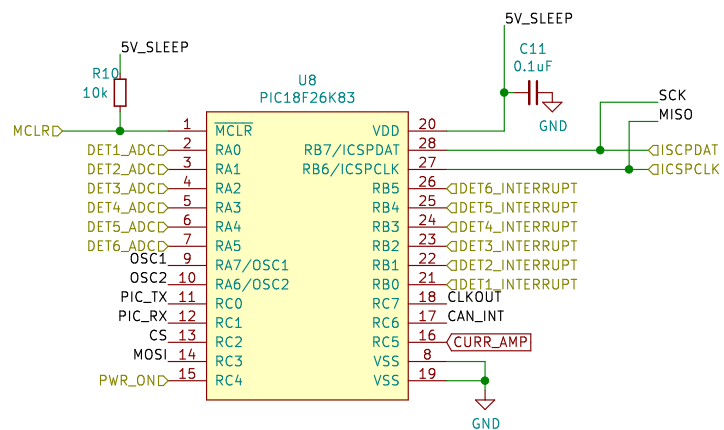 5V_SLEEP
5V_SLEEP
R10
10k
C11
0.1uF
GND
U8
PIC18F26K83
SCK
MISO
MCLR 1 MCLR VDD 20
DET1_ADC 2 RA0 RB7/ICSPDAT 28 ISCPDAT
DET2_ADC 3 RA1 RB6/ICSPCLK 27 ICSPCLK
DET3_ADC 4 RA2 RB5 26 DET6_INTERRUPT
DET4_ADC 5 RA3 RB4 25 DET5_INTERRUPT
DET5_ADC 6 RA4 RB3 24 DET4_INTERRUPT
DET6_ADC 7 RA5 RB2 23 DET3_INTERRUPT
OSC1 9 RA7/OSC1 RB1 22 DET2_INTERRUPT
OSC2 10 RA6/OSC2 RB0 21 DET1_INTERRUPT
PIC_TX 11 RC0 RC7 18 CLKOUT
PIC_RX 12 RC1 RC6 17 CAN_INT
CS 13 RC2 RC5 16 CURR_AMP
MOSI 14 RC3 VSS 8
PWR_ON 15 RC4 VSS 19
GND